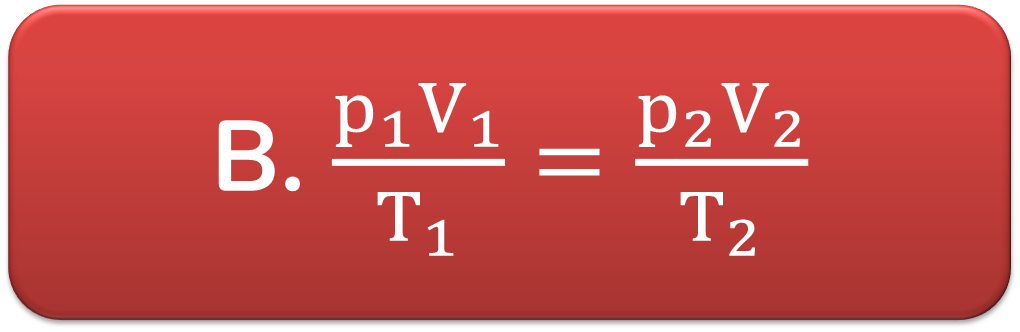 B. p₁V₁/T₁ = p₂V₂/T₂